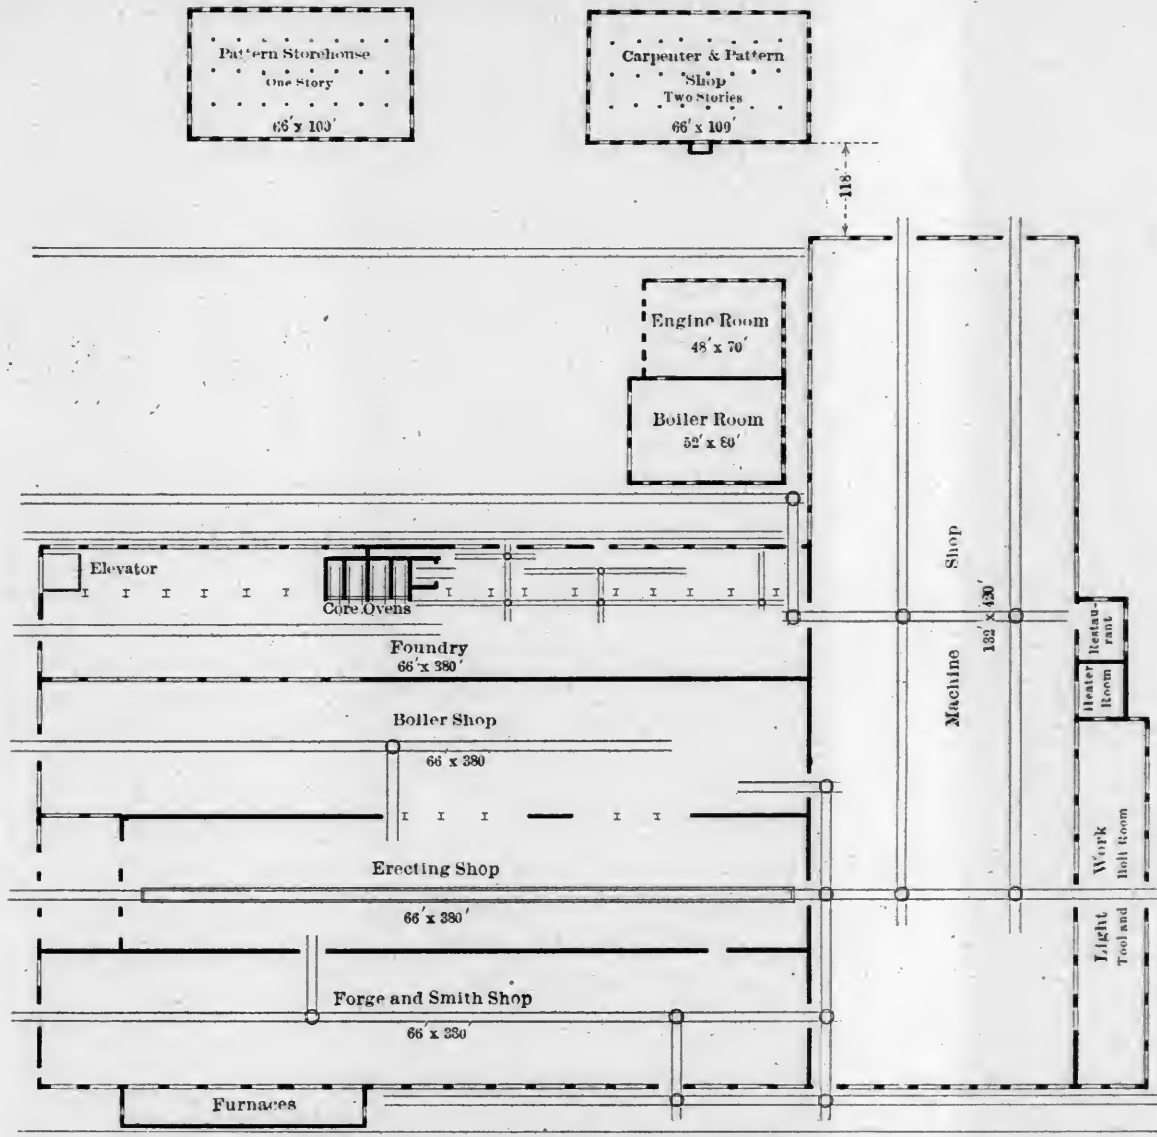 Pattern Storehouse
One Story
66' x 100'
Carpenter & Pattern
Shop
Two Stories
66' x 100'
118'
Engine Room
48' x 70'
Boiler Room
52' x 80'
Elevator
Core Ovens
Foundry
66' x 380'
Boiler Shop
66 x 380
Erecting Shop
66' x 380'
Forge and Smith Shop
66' x 380'
Furnaces
Machine Shop
132' x 420'
Restau-
rant
Heater
Room
Light Work
Tool and Bolt Room